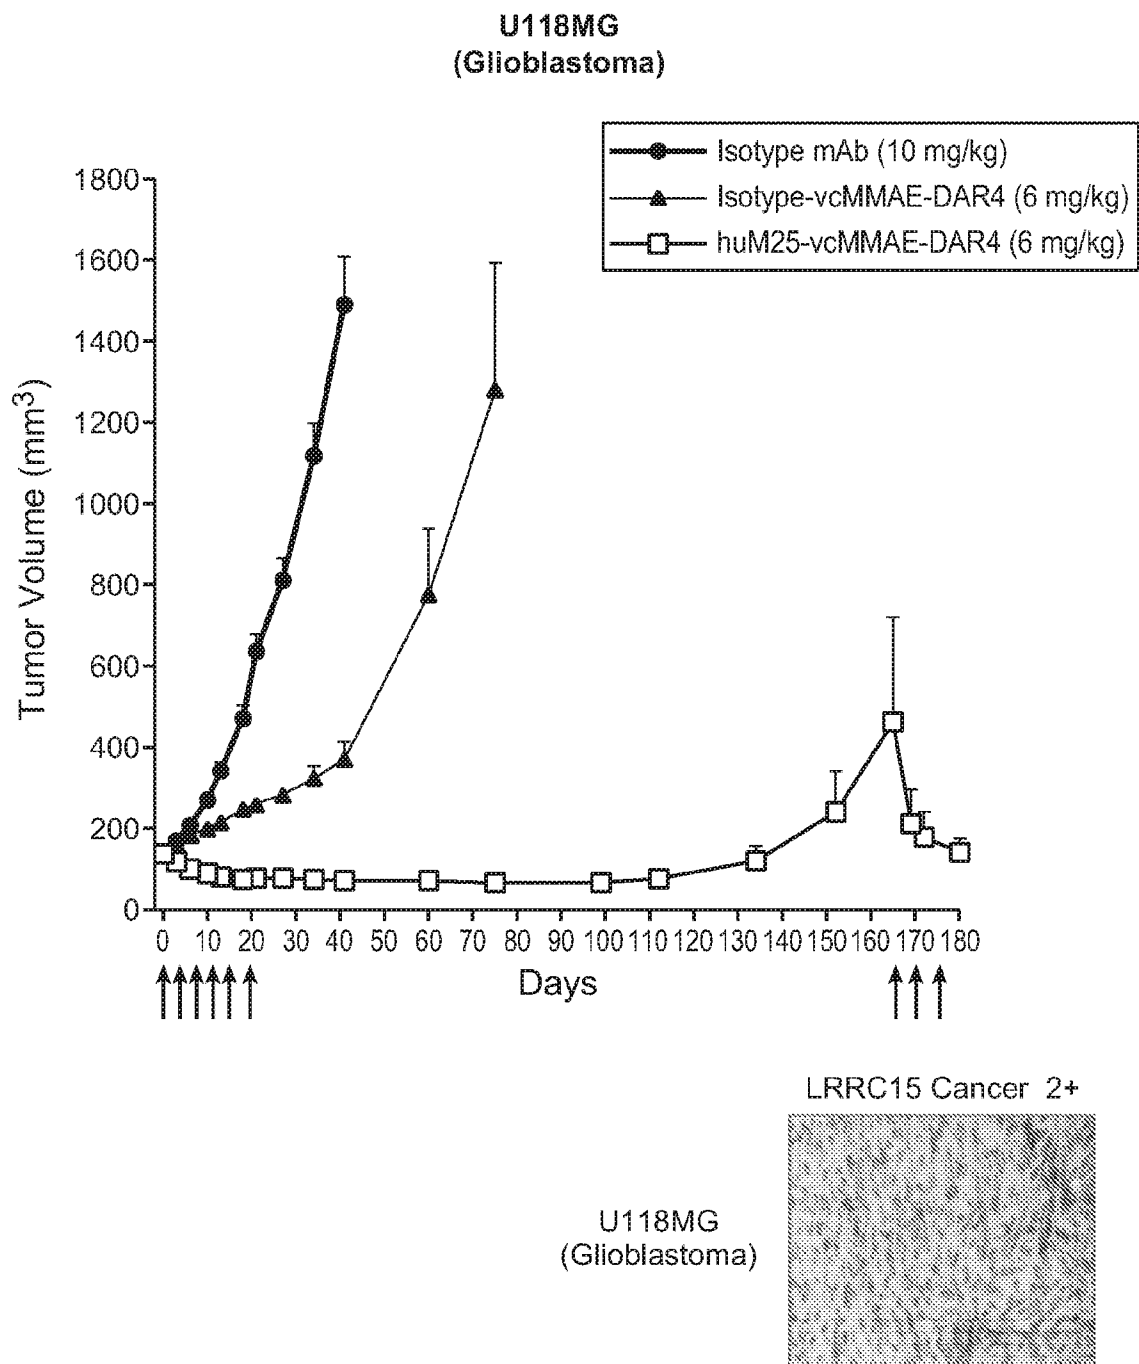 U118MG
(Glioblastoma)
Isotype mAb (10 mg/kg)
Isotype-vcMMAE-DAR4 (6 mg/kg)
huM25-vcMMAE-DAR4 (6 mg/kg)
Tumor Volume (mm³)
1800
1600
1400
1200
1000
800
600
400
200
0
0 10 20 30 40 50 60 70 80 90 100 110 120 130 140 150 160 170 180
Days
LRRC15 Cancer 2+
U118MG
(Glioblastoma)